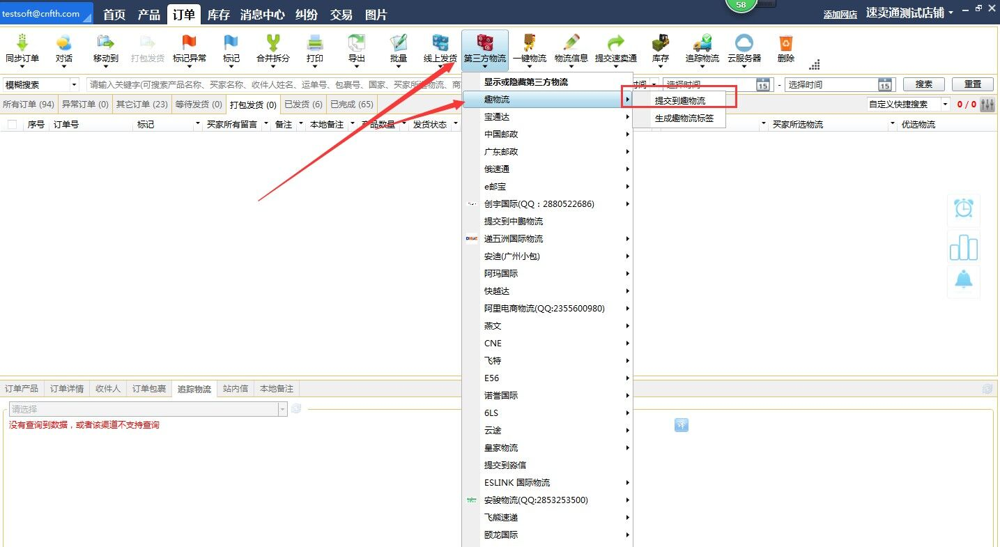 testsoft@cnfth.com 首页 产品 订单 库存 消息中心 纠纷 交易 图片 58 添加网店 速卖通测试店铺
同步订单 对话 移动到 打包发货 标记异常 标记 合并拆分 打印 导出 批量 线上发货 第三方物流 一键物流 物流信息 提交速卖通 库存 追踪物流 云服务器 删除
模糊搜索 请输入关键字(可搜索产品名称、买家名称、收件人姓名、运单号、包裹号、国家、买家所选物流、商 时间 选择时间 15 - 选择时间 15 搜索 重置
所有订单 (94) 异常订单 (0) 其它订单 (23) 等待发货 (0) 打包发货 (0) 已发货 (6) 已完成 (65) 自定义快捷搜索 0 / 0
序号 订单号 标记 买家所有留言 备注 本地备注 产品数量 发货状态 买家所选物流 优选物流
显示或隐藏第三方物流
趣物流
提交到趣物流
生成趣物流标签
宝通达
中国邮政
广东邮政
俄速通
e邮宝
创宇国际(QQ：2880522686)
提交到中鹏物流
递五洲国际物流
安迪(广州小包)
阿玛国际
快越达
阿里电商物流(QQ:2355600980)
燕文
CNE
飞特
E56
诺誉国际
6LS
云途
皇家物流
提交到淼信
ESLINK 国际物流
安骏物流(QQ:2853253500)
飞熊速递
颐龙国际
订单产品 订单详情 收件人 订单包裹 追踪物流 站内信 本地备注
请选择
没有查询到数据，或者该渠道不支持查询
译